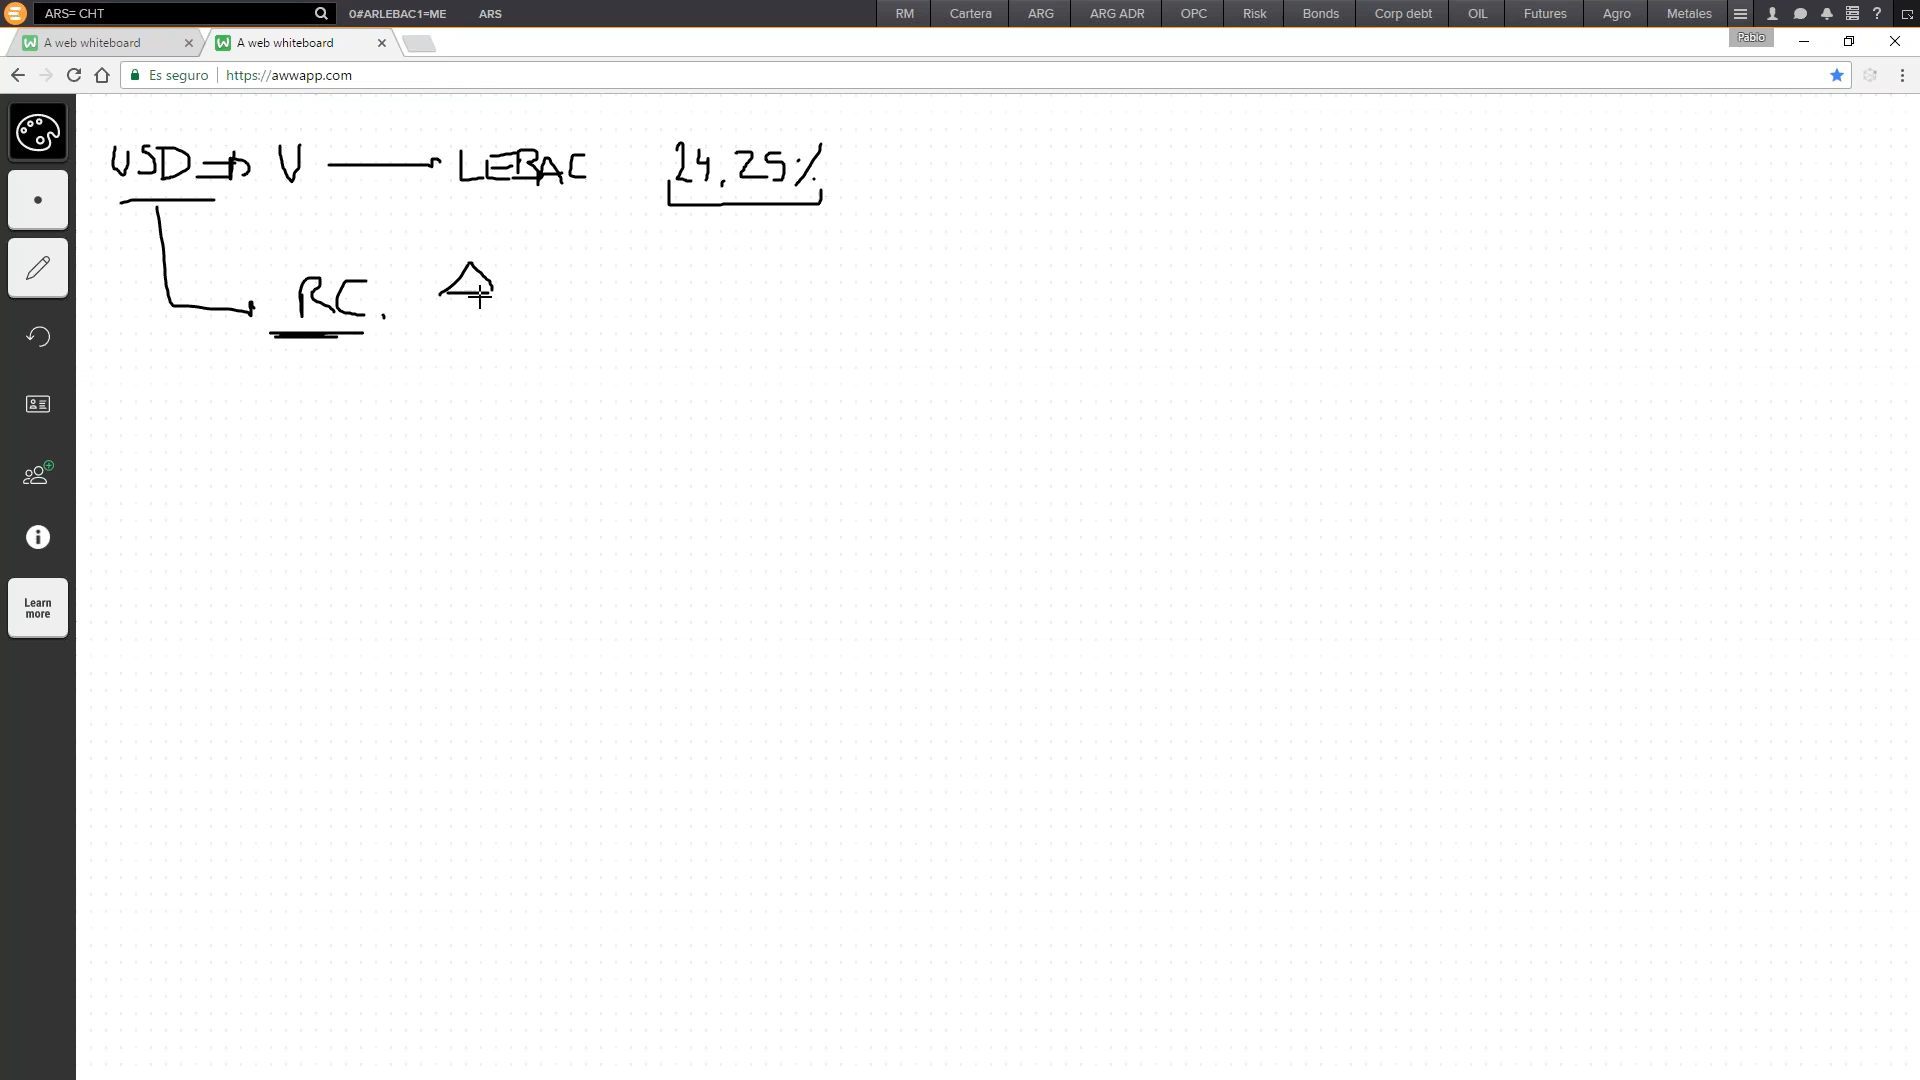 ARS= CHT 0#ARLEBAC1=ME ARS RM Cartera ARG ARG ADR OPC Risk Bonds Corp debt OIL Futures Agro Metales ?
A web whiteboard A web whiteboard Pablo
Es seguro https://awwapp.com
USD ⇒ V → LEBAC 24.25%
RC. Δ
Learn
more